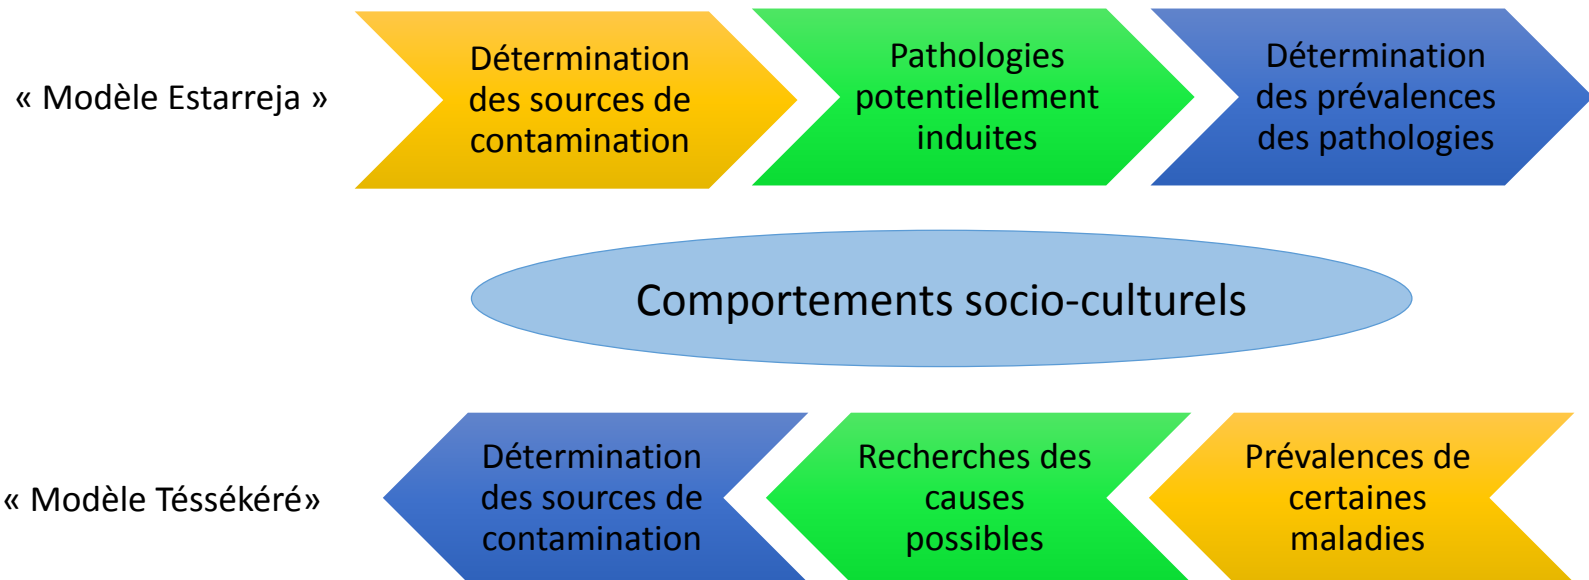 « Modèle Estarreja »
Détermination
des sources de
contamination
Pathologies
potentiellement
induites
Détermination
des prévalences
des pathologies
Comportements socio-culturels
« Modèle Téssékéré»
Détermination
des sources de
contamination
Recherches des
causes
possibles
Prévalences de
certaines
maladies